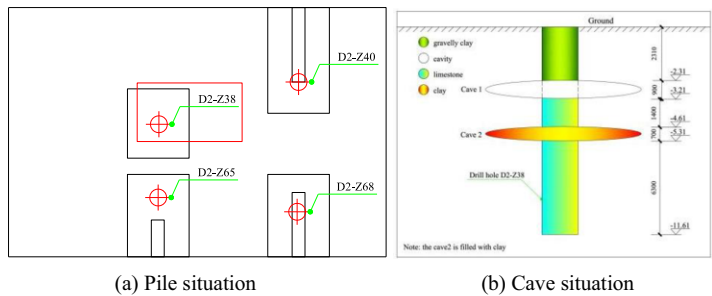 D2-Z40
D2-Z38
D2-Z65
D2-Z68
(a) Pile situation
Ground
gravelly clay
cavity
limestone
clay
Cave 1
Cave 2
2310
-2.31
900
-3.21
1400
-4.61
700
-5.31
6300
-11.61
Drill hole D2-Z38
Note: the cave2 is filled with clay
(b) Cave situation